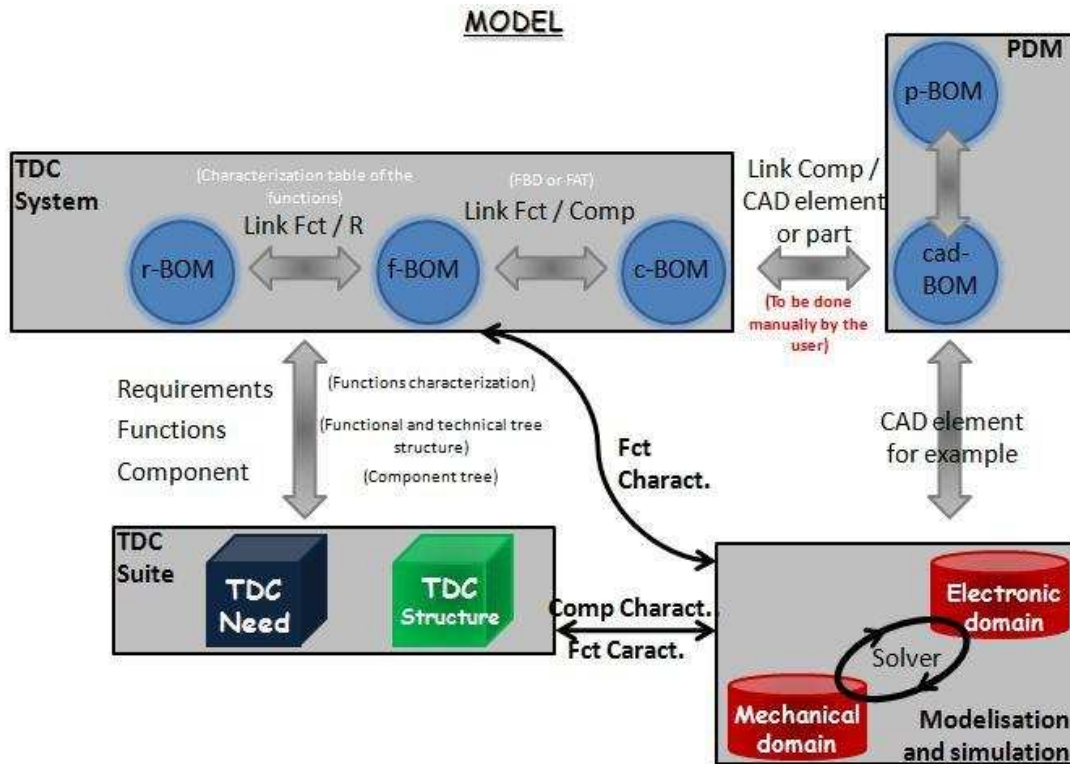 MODEL
PDM
p-BOM
cad-
BOM
TDC
System
(Characterization table of the
functions)
Link Fct / R
(FBD or FAT)
Link Fct / Comp
r-BOM
f-BOM
c-BOM
Link Comp /
CAD element
or part
(To be done
manually by the
user)
Requirements
Functions
Component
(Functions characterization)
(Functional and technical tree
structure)
(Component tree)
Fct
Charact.
CAD element
for example
TDC
Suite
TDC
Need
TDC
Structure
Comp Charact.
Fct Caract.
Electronic
domain
Solver
Mechanical
domain
Modelisation
and simulation